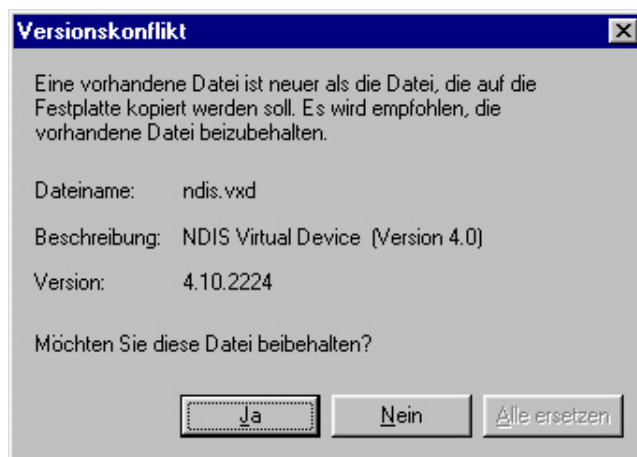 Versionskonflikt
Eine vorhandene Datei ist neuer als die Datei, die auf die
Festplatte kopiert werden soll. Es wird empfohlen, die
vorhandene Datei beizubehalten.
Dateiname: ndis.vxd
Beschreibung: NDIS Virtual Device (Version 4.0)
Version: 4.10.2224
Möchten Sie diese Datei beibehalten?
Ja Nein Alle ersetzen